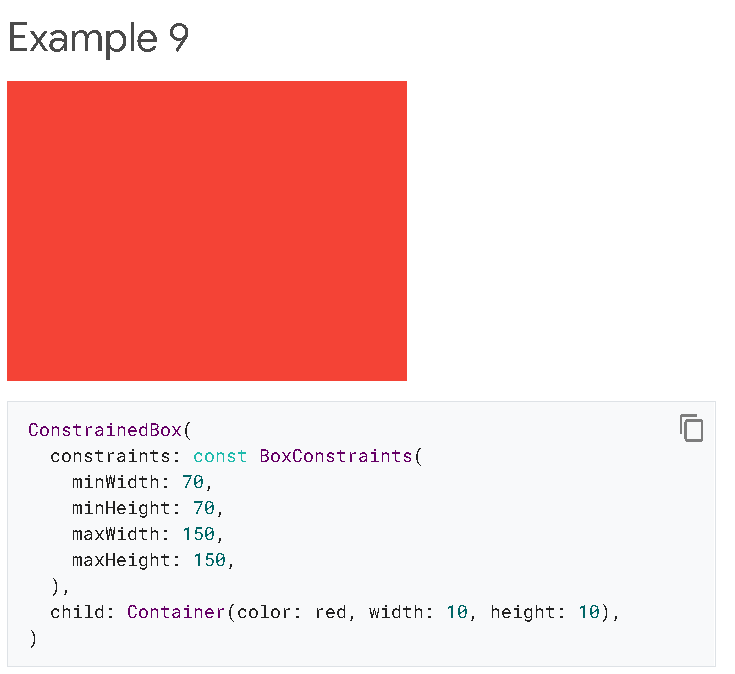 Example 9
ConstrainedBox(
  constraints: const BoxConstraints(
    minWidth: 70,
    minHeight: 70,
    maxWidth: 150,
    maxHeight: 150,
  ),
  child: Container(color: red, width: 10, height: 10),
)